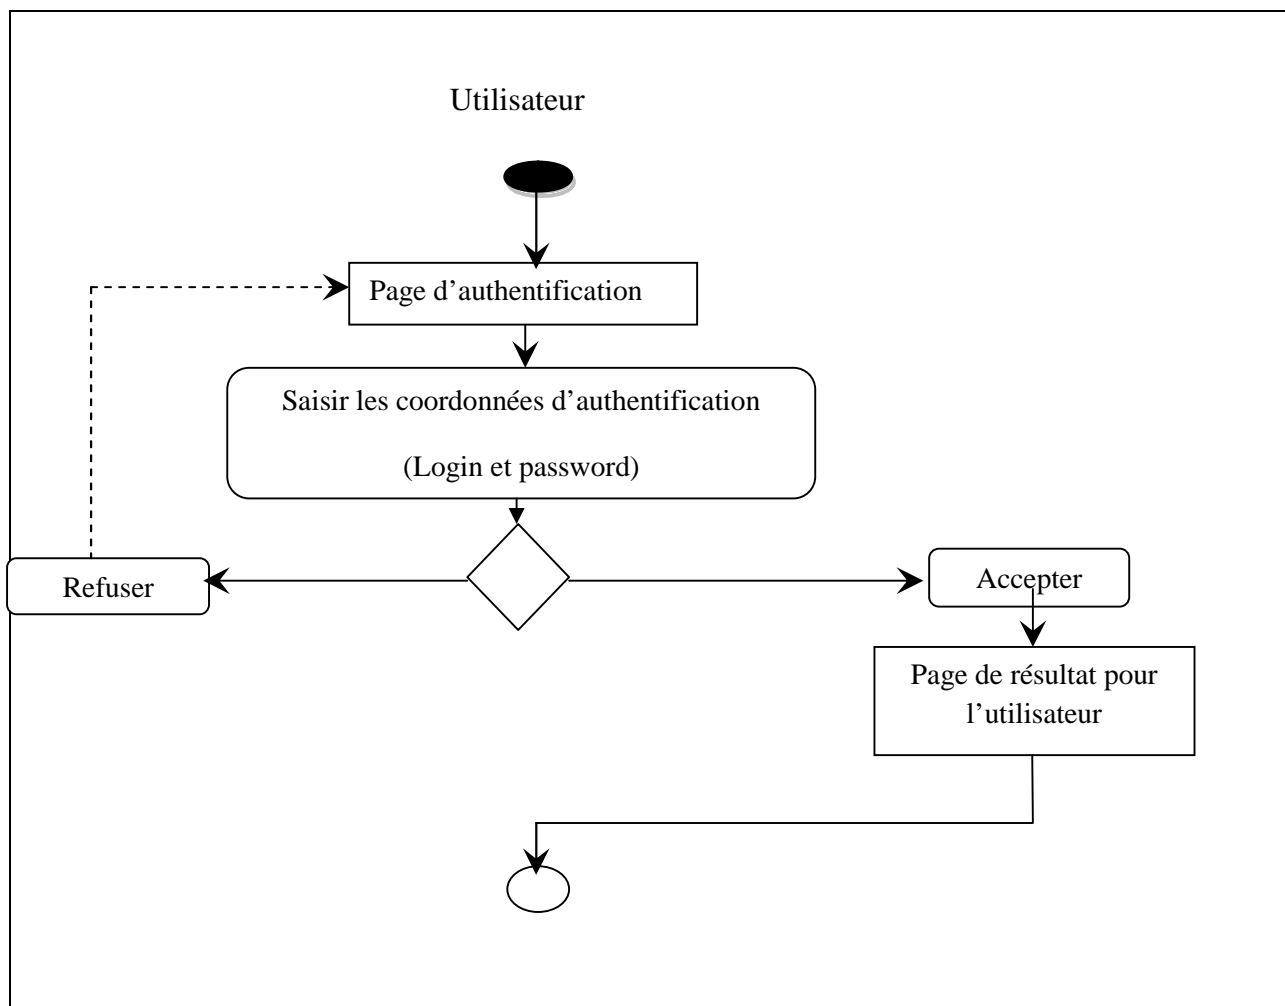 Utilisateur
Page d’authentification
Saisir les coordonnées d’authentification
(Login et password)
Refuser
Accepter
Page de résultat pour
l’utilisateur